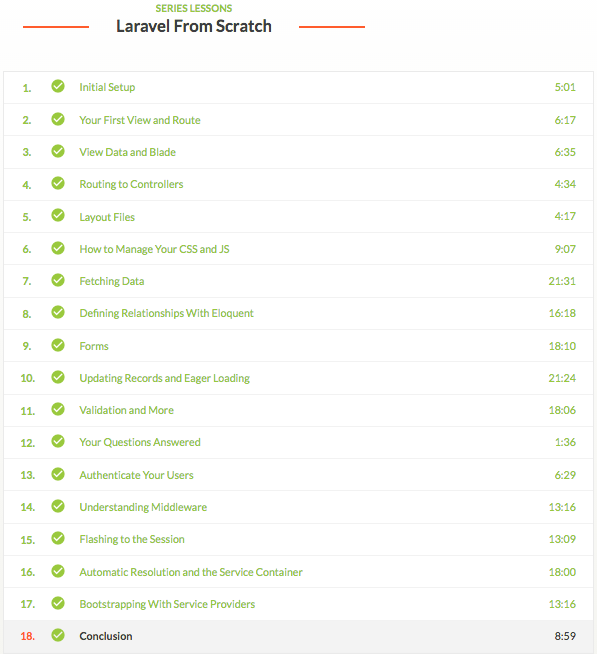 SERIES LESSONS
Laravel From Scratch
1. Initial Setup 5:01
2. Your First View and Route 6:17
3. View Data and Blade 6:35
4. Routing to Controllers 4:34
5. Layout Files 4:17
6. How to Manage Your CSS and JS 9:07
7. Fetching Data 21:31
8. Defining Relationships With Eloquent 16:18
9. Forms 18:10
10. Updating Records and Eager Loading 21:24
11. Validation and More 18:06
12. Your Questions Answered 1:36
13. Authenticate Your Users 6:29
14. Understanding Middleware 13:16
15. Flashing to the Session 13:09
16. Automatic Resolution and the Service Container 18:00
17. Bootstrapping With Service Providers 13:16
18. Conclusion 8:59